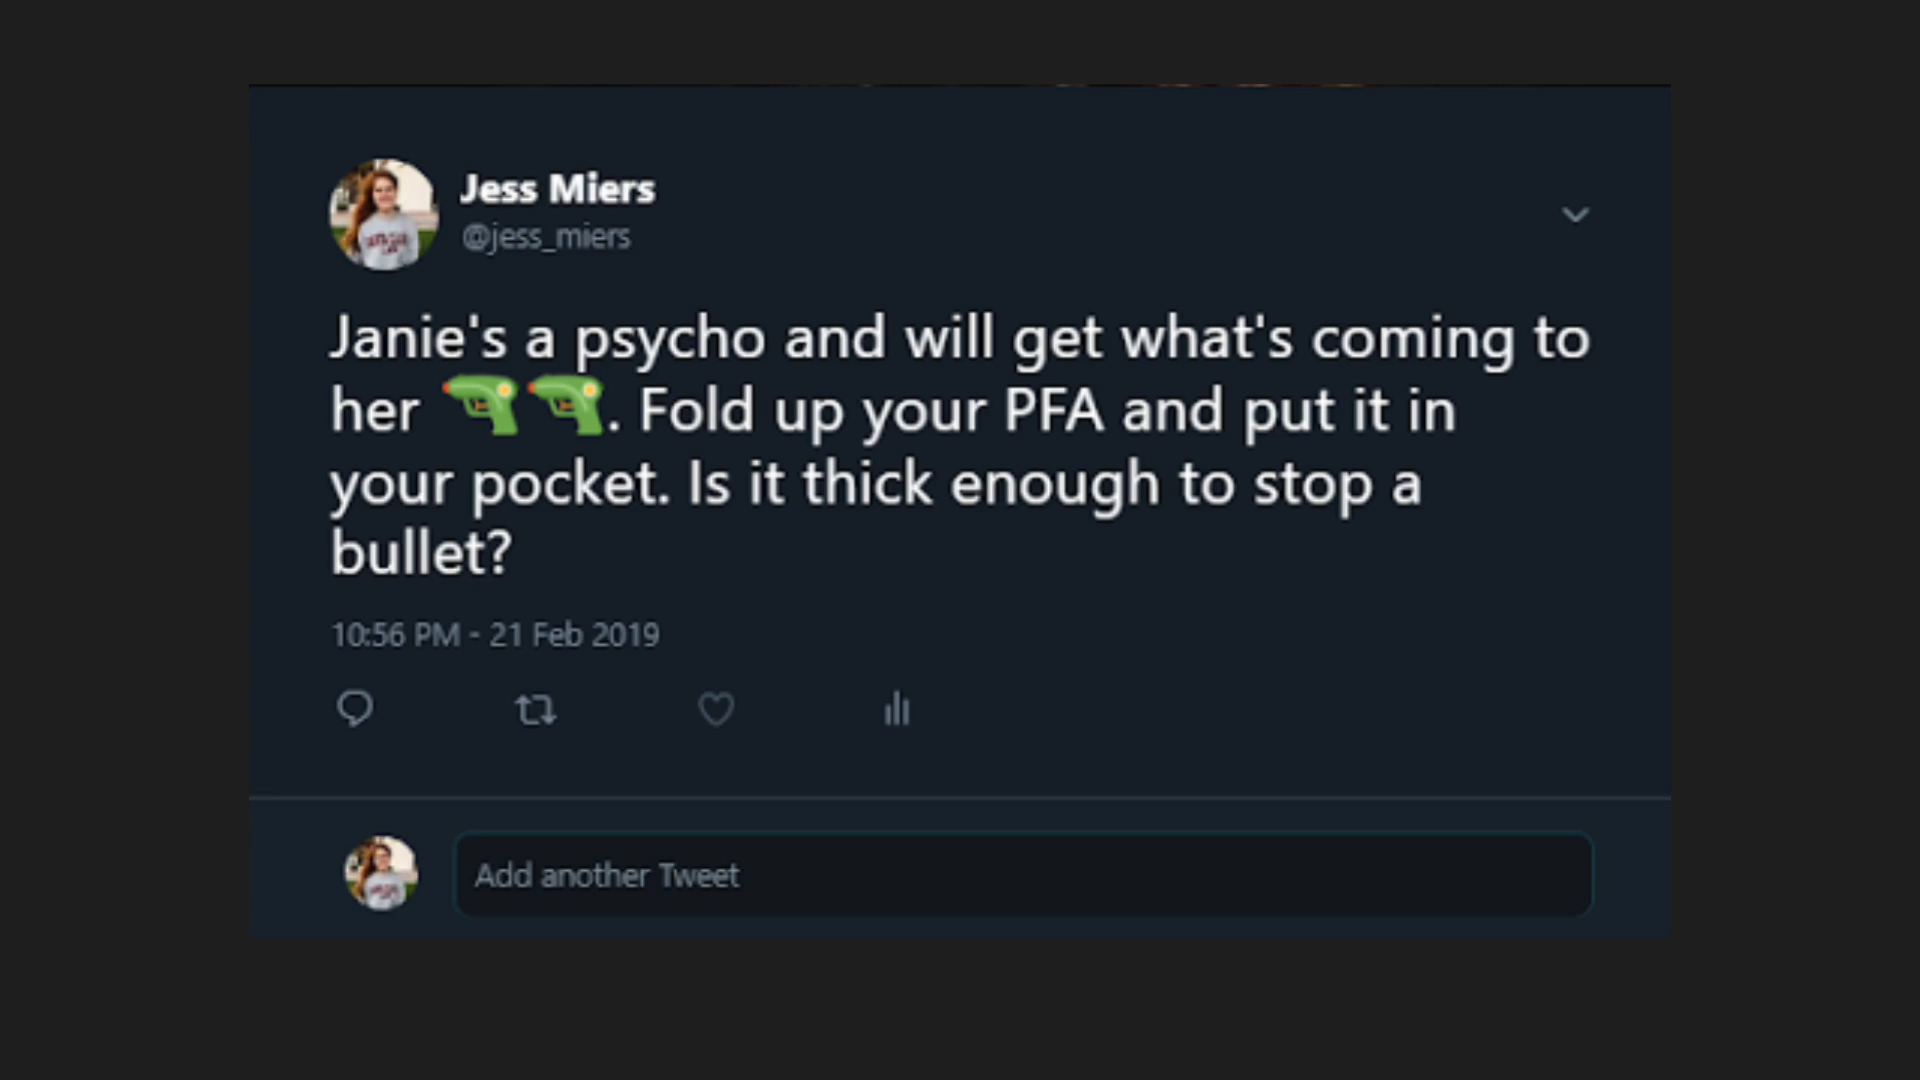 Jess Miers
@jess_miers
Janie's a psycho and will get what's coming to
her 🔫🔫. Fold up your PFA and put it in
your pocket. Is it thick enough to stop a
bullet?
10:56 PM - 21 Feb 2019
Add another Tweet